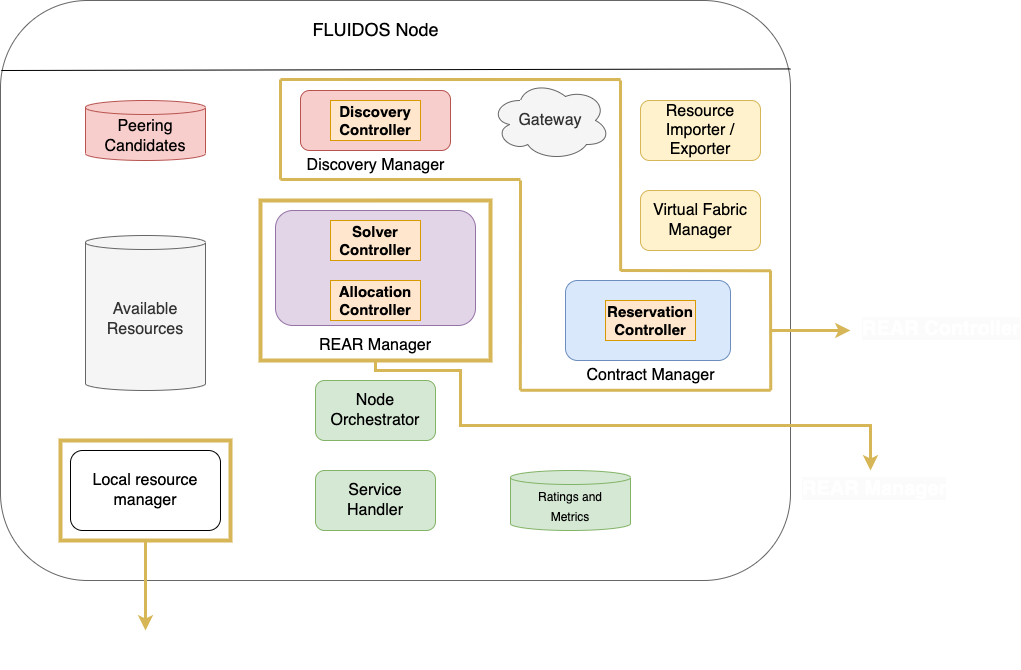 FLUIDOS Node
Peering
Candidates
Discovery
Controller
Discovery Manager
Gateway
Resource
Importer /
Exporter
Virtual Fabric
Manager
Solver
Controller
Allocation
Controller
REAR Manager
Available
Resources
Reservation
Controller
Contract Manager
REAR Controller
Node
Orchestrator
Local resource
manager
Service
Handler
Ratings and
Metrics
REAR Manager